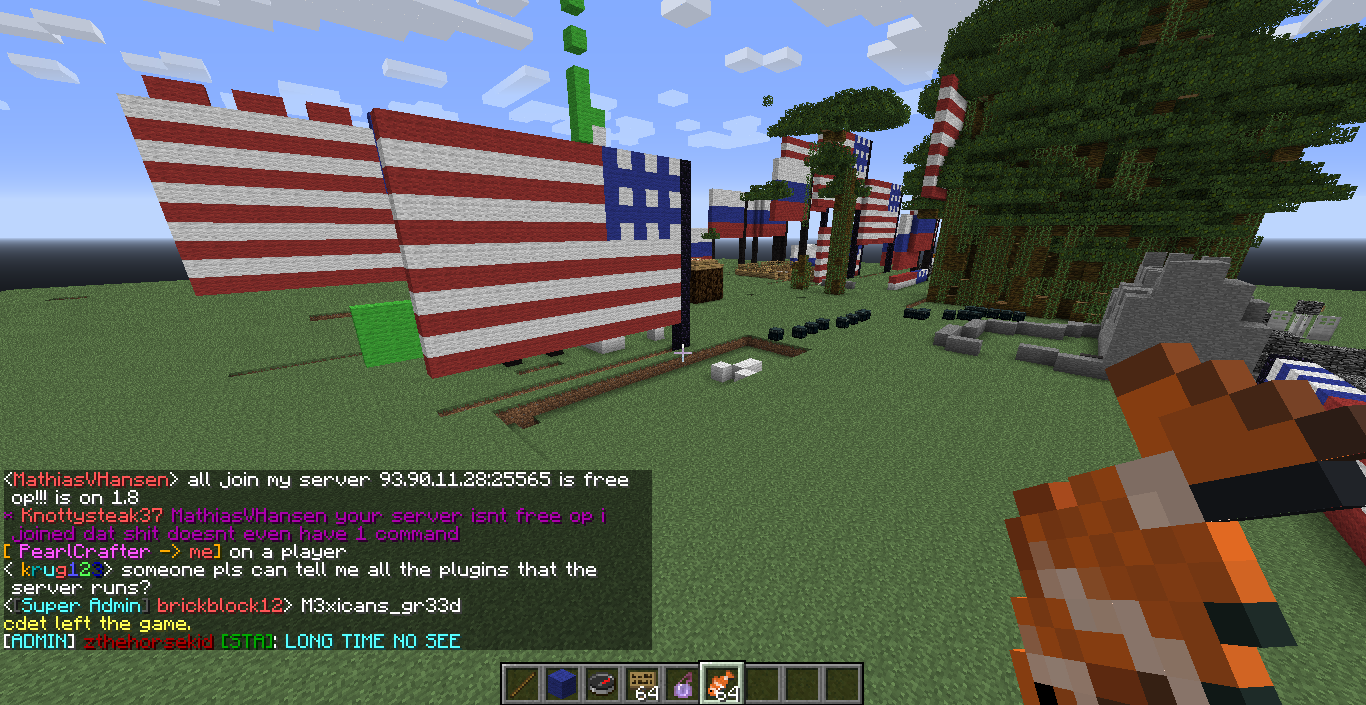 <MathiasVHansen> all join my server 93.90.11.28:25565 is free
op!!! is on 1.8
* Knottysteak37 MathiasVHansen your server isnt free op i
joined dat shit doesnt even have 1 command
[ PearlCrafter -> me] on a player
< krug123> someone pls can tell me all the plugins that the
server runs?
<[Super Admin] brickblock12> M3xicans_gr33d
cdet left the game.
[ADMIN] zthehorsekid [STA]: LONG TIME NO SEE
64 64